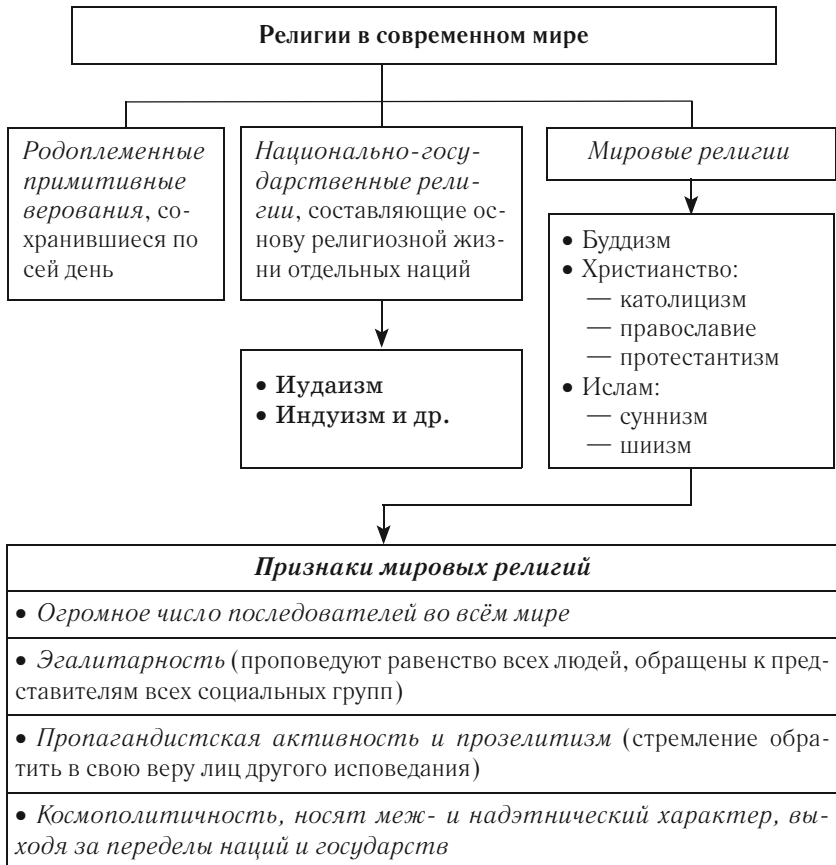 Религии в современном мире
Родоплеменные
примитивные
верования, со-
хранившиеся по
сей день
Национально-госу-
дарственные рели-
гии, составляющие ос-
нову религиозной жиз-
ни отдельных наций
• Иудаизм
• Индуизм и др.
Мировые религии
• Буддизм
• Христианство:
— католицизм
— православие
— протестантизм
• Ислам:
— суннизм
— шиизм
Признаки мировых религий
• Огромное число последователей во всём мире
• Эгалитарность (проповедуют равенство всех людей, обращены к пред-
ставителям всех социальных групп)
• Пропагандистская активность и прозелитизм (стремление обра-
тить в свою веру лиц другого исповедания)
• Космополитичность, носят меж- и надэтнический характер, вы-
ходя за переделы наций и государств